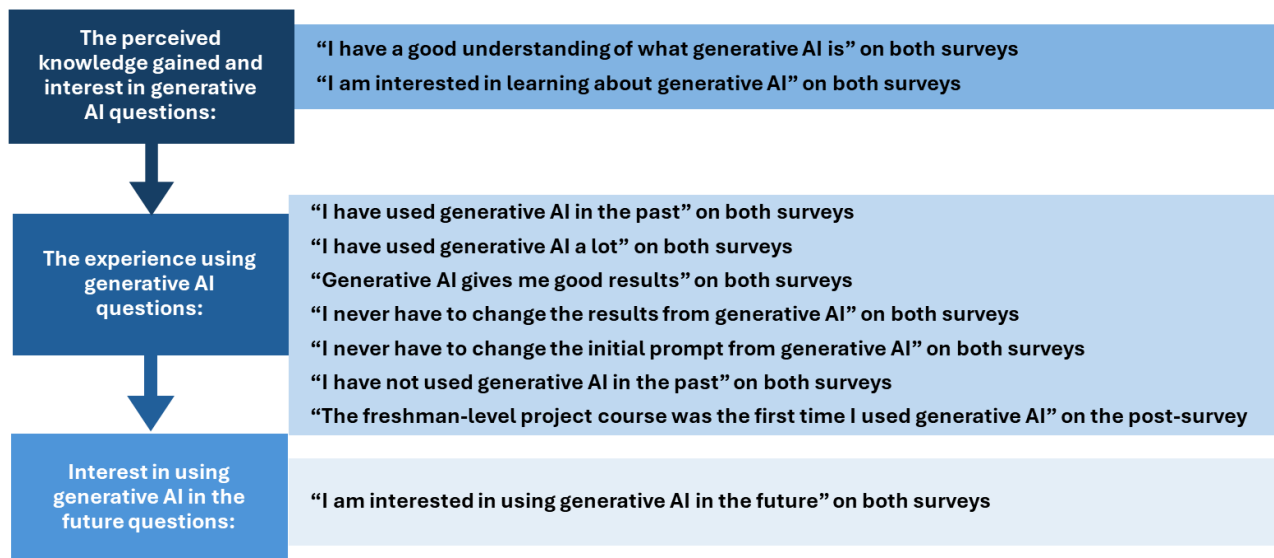 The perceived
knowledge gained and
interest in generative
AI questions:
“I have a good understanding of what generative AI is” on both surveys
“I am interested in learning about generative AI” on both surveys
The experience using
generative AI
questions:
“I have used generative AI in the past” on both surveys
“I have used generative AI a lot” on both surveys
“Generative AI gives me good results” on both surveys
“I never have to change the results from generative AI” on both surveys
“I never have to change the initial prompt from generative AI” on both surveys
“I have not used generative AI in the past” on both surveys
“The freshman-level project course was the first time I used generative AI” on the post-survey
Interest in using
generative AI in the
future questions:
“I am interested in using generative AI in the future” on both surveys